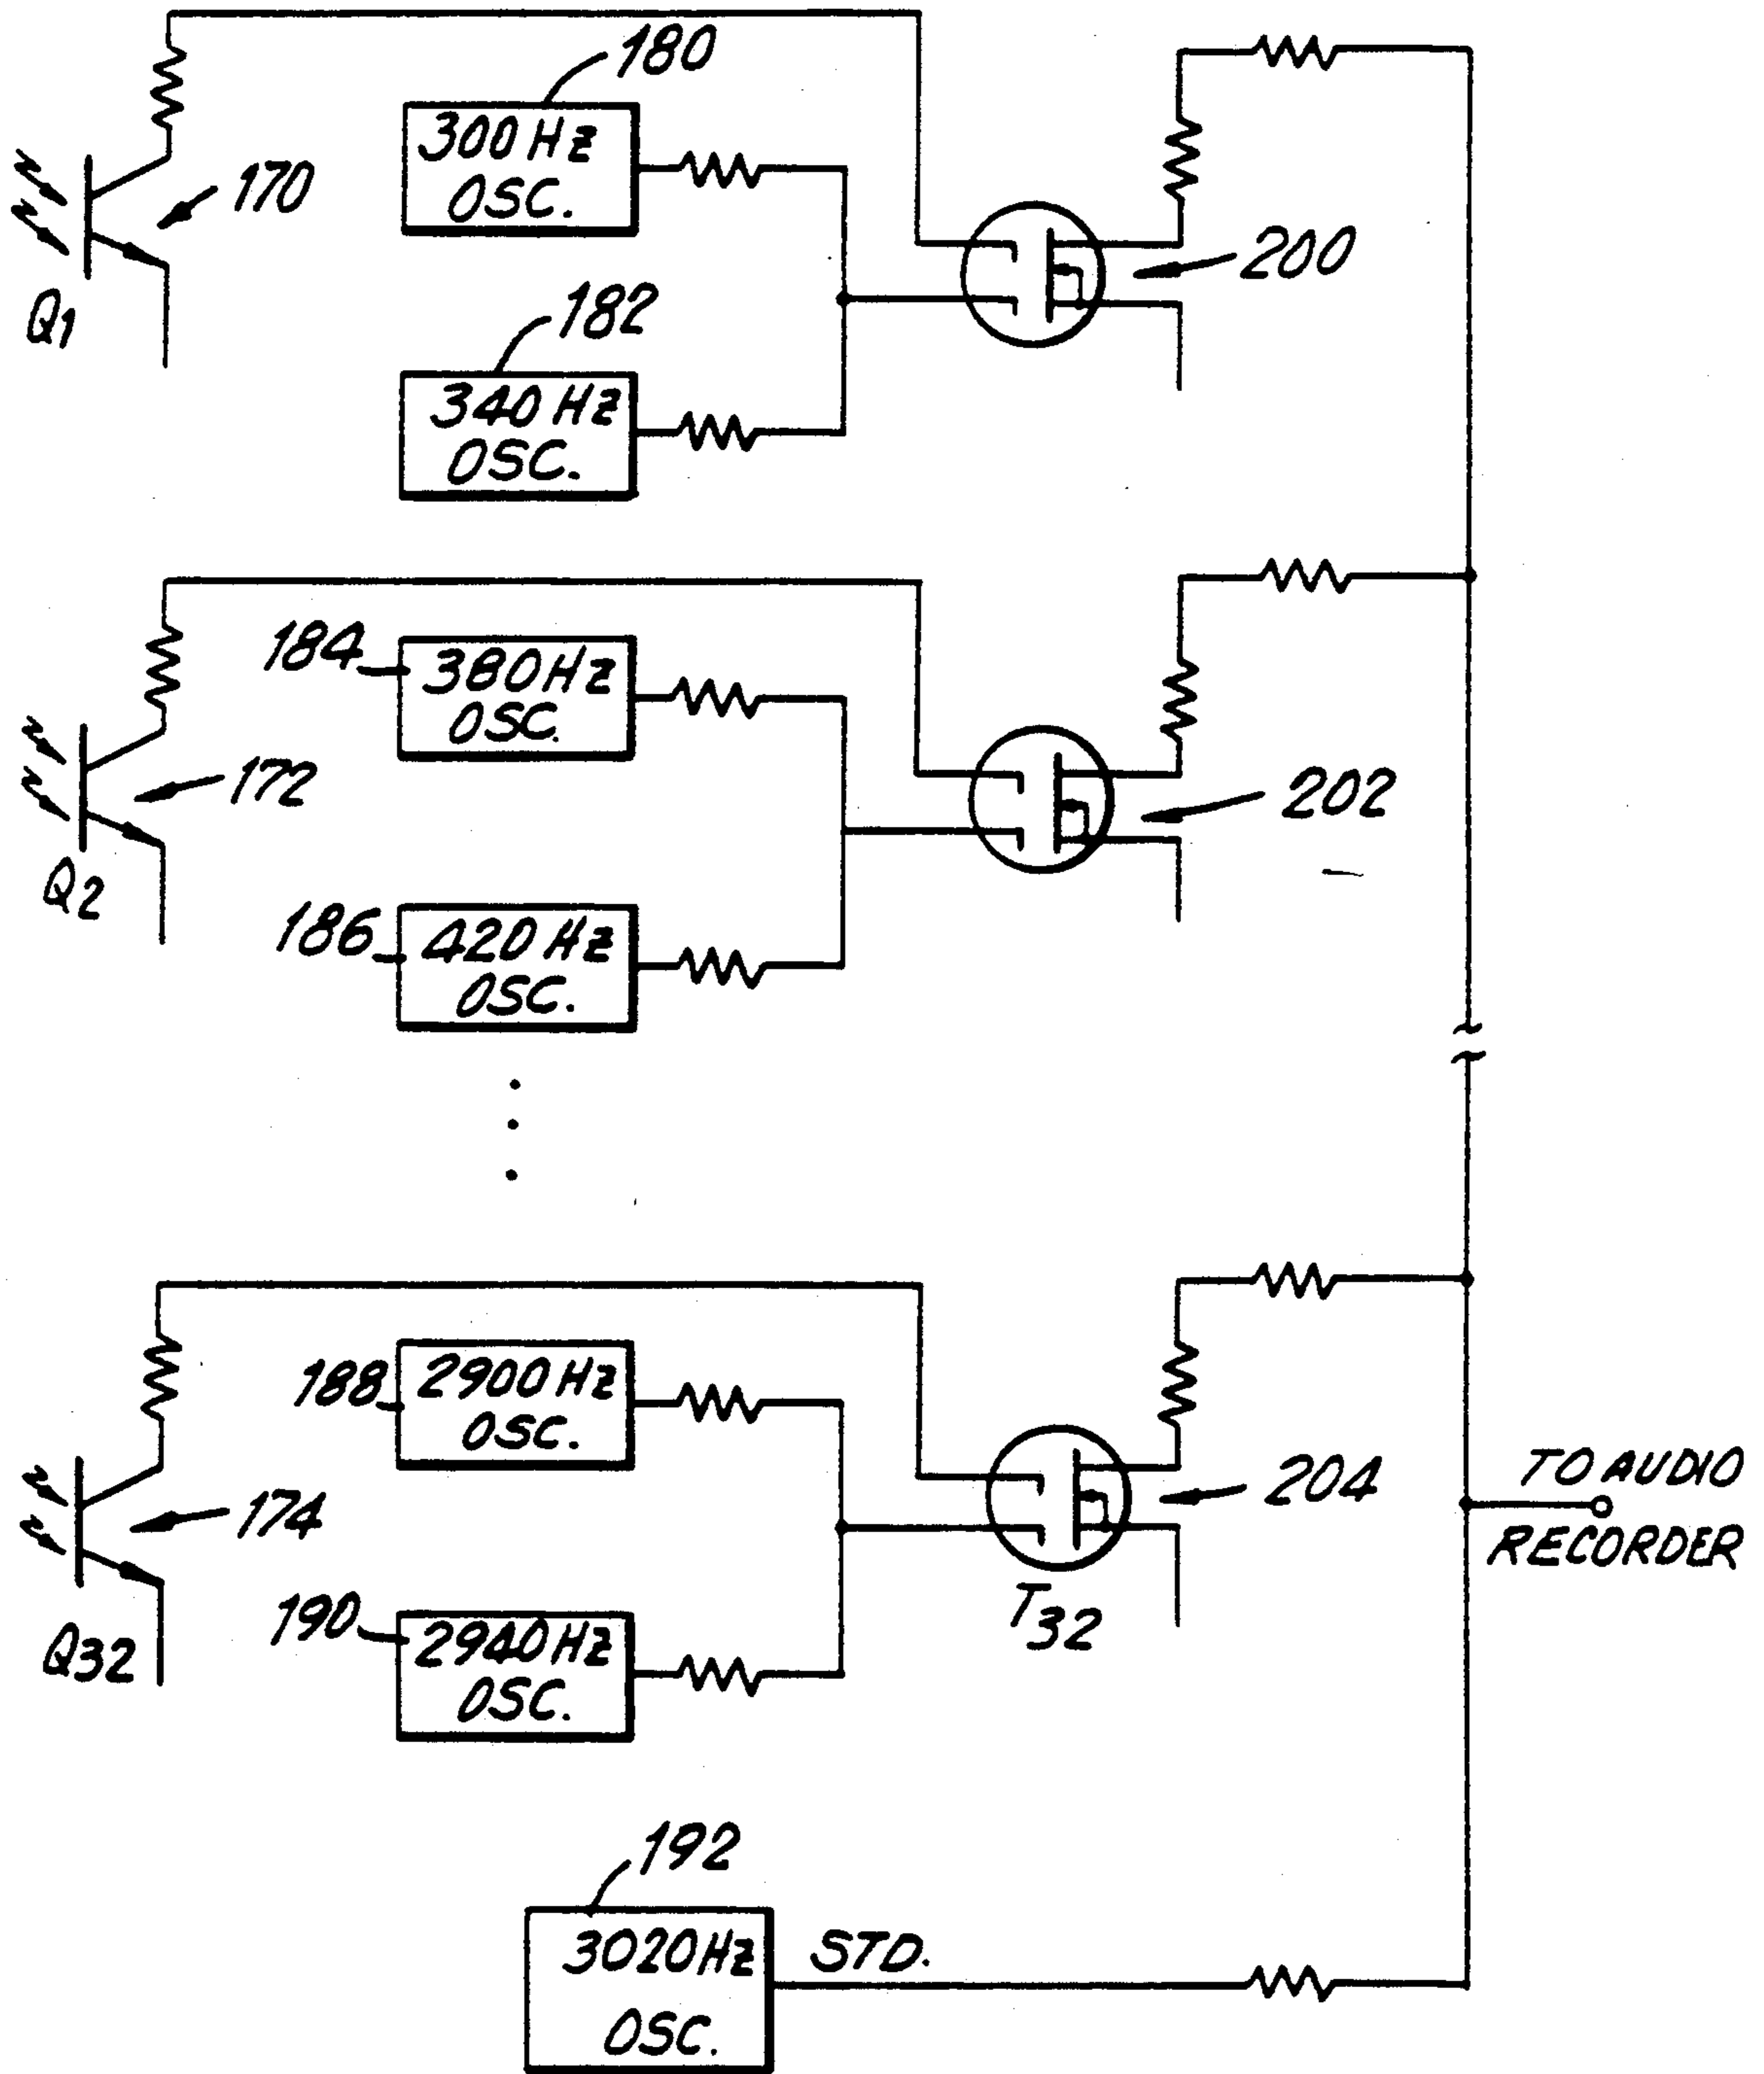 180
300 Hz
OSC.
170
Q1
200
182
340 Hz
OSC.
184
380 Hz
OSC.
172
Q2
202
186
420 Hz
OSC.
188
2900 Hz
OSC.
174
Q32
204
T32
TO AUDIO
RECORDER
190
2940 Hz
OSC.
192
3020 Hz
OSC.
STD.